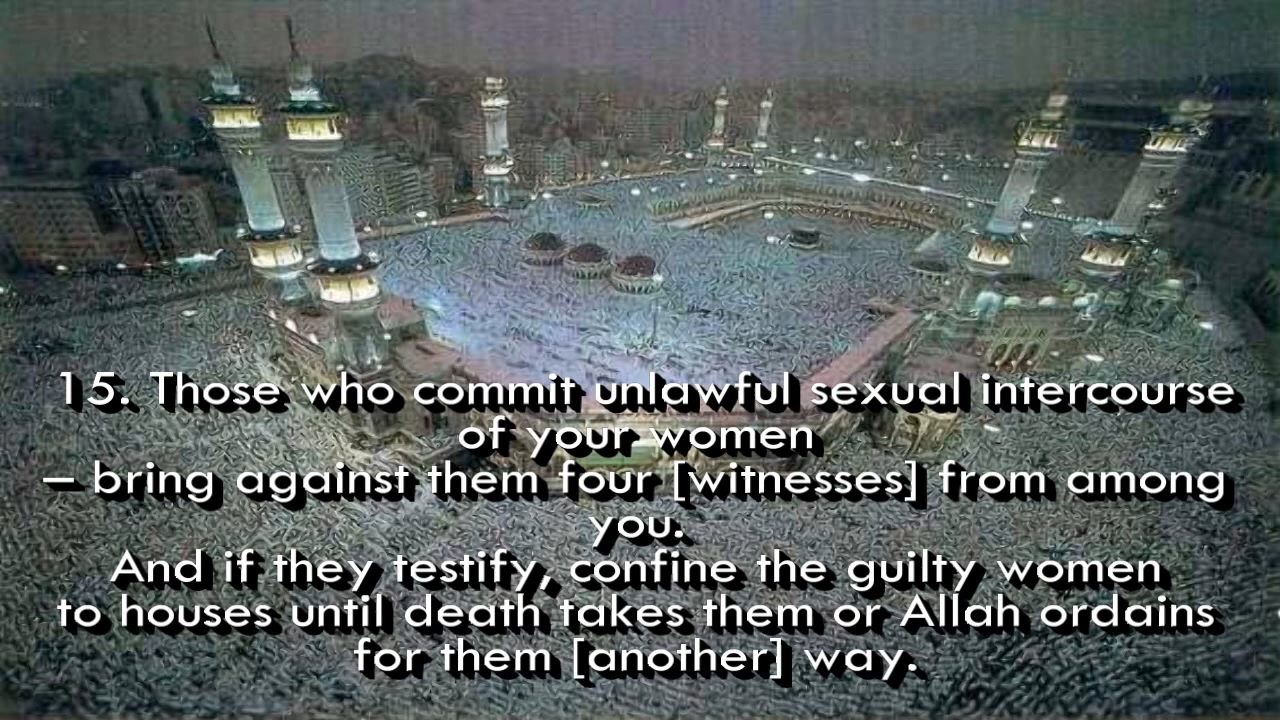 15. Those who commit unlawful sexual intercourse
of your women
– bring against them four [witnesses] from among
you.
And if they testify, confine the guilty women
to houses until death takes them or Allah ordains
for them [another] way.